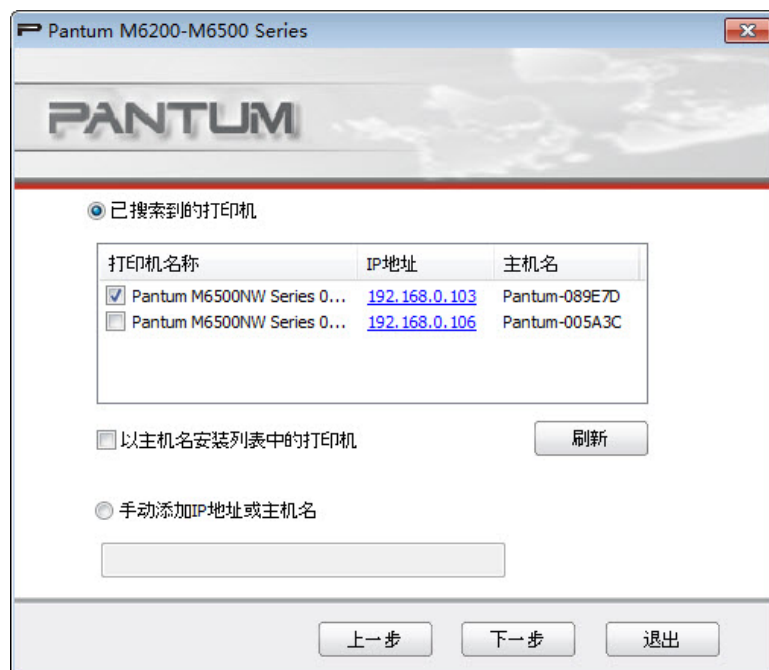 Pantum M6200-M6500 Series
PANTUM
已搜索到的打印机
打印机名称 IP地址 主机名
Pantum M6500NW Series 0... 192.168.0.103 Pantum-089E7D
Pantum M6500NW Series 0... 192.168.0.106 Pantum-005A3C
以主机名安装列表中的打印机 刷新
手动添加IP地址或主机名
上一步 下一步 退出